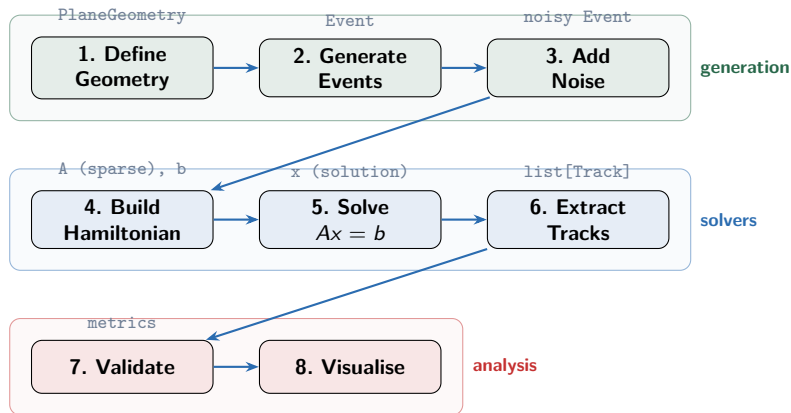 PlaneGeometry
Event
noisy Event
1. Define
Geometry
2. Generate
Events
3. Add
Noise
generation
A (sparse), b
x (solution)
list[Track]
4. Build
Hamiltonian
5. Solve
Ax = b
6. Extract
Tracks
solvers
metrics
7. Validate
8. Visualise
analysis